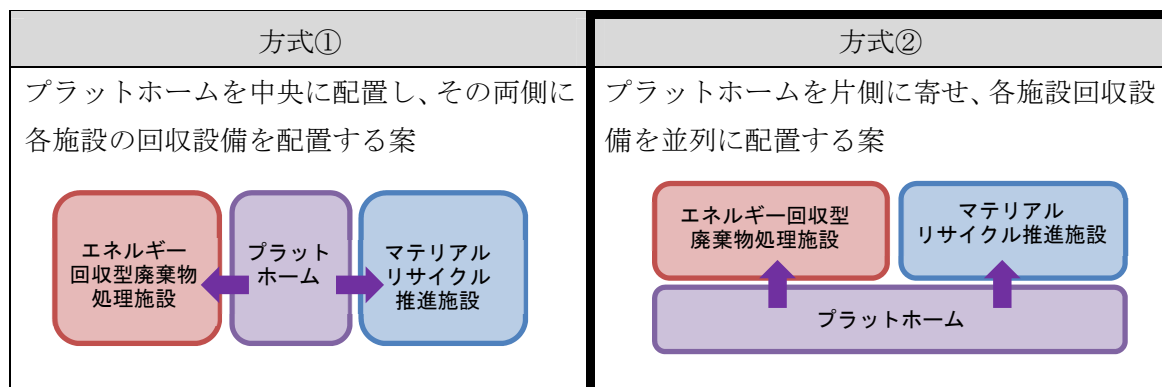 方式①
プラットホームを中央に配置し、その両側に
各施設の回収設備を配置する案
エネルギー
回収型廃棄物
処理施設
プラット
ホーム
マテリアル
リサイクル
推進施設
方式②
プラットホームを片側に寄せ、各施設回収設
備を並列に配置する案
エネルギー回収型
廃棄物処理施設
マテリアル
リサイクル推進施設
プラットホーム